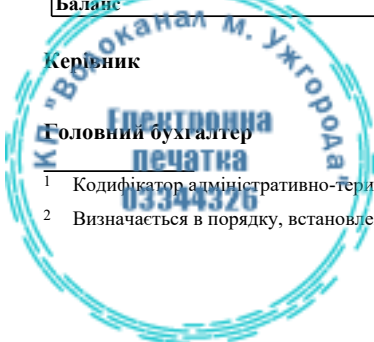 Баланс
КП "Водоканал м. Ужгорода"
Керівник
Електронна
Головний бухгалтер
печатка
1 Кодифікатор адміністративно-тери
03344326
2 Визначається в порядку, встановле